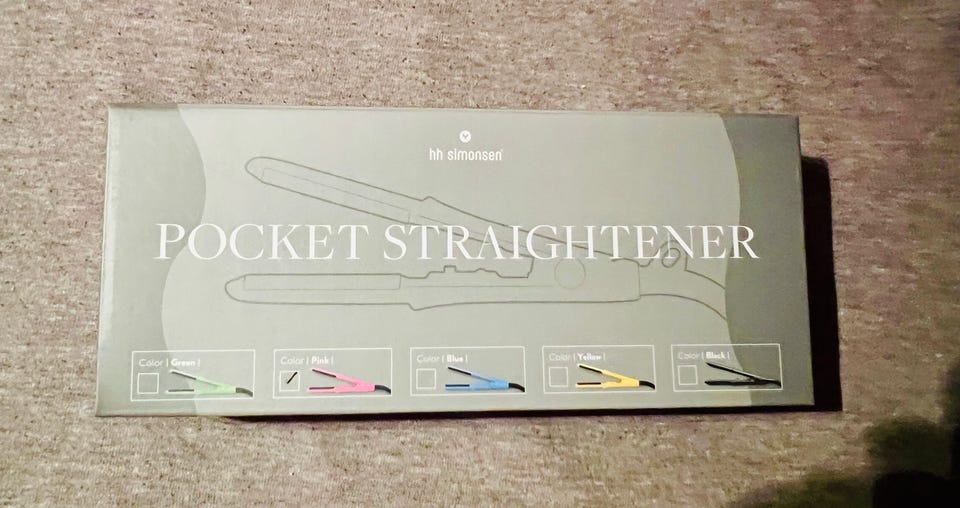 hh simonsen®
POCKET STRAIGHTENER
Color | Green |
Color | Pink |
Color | Blue |
Color | Yellow |
Color | Black |